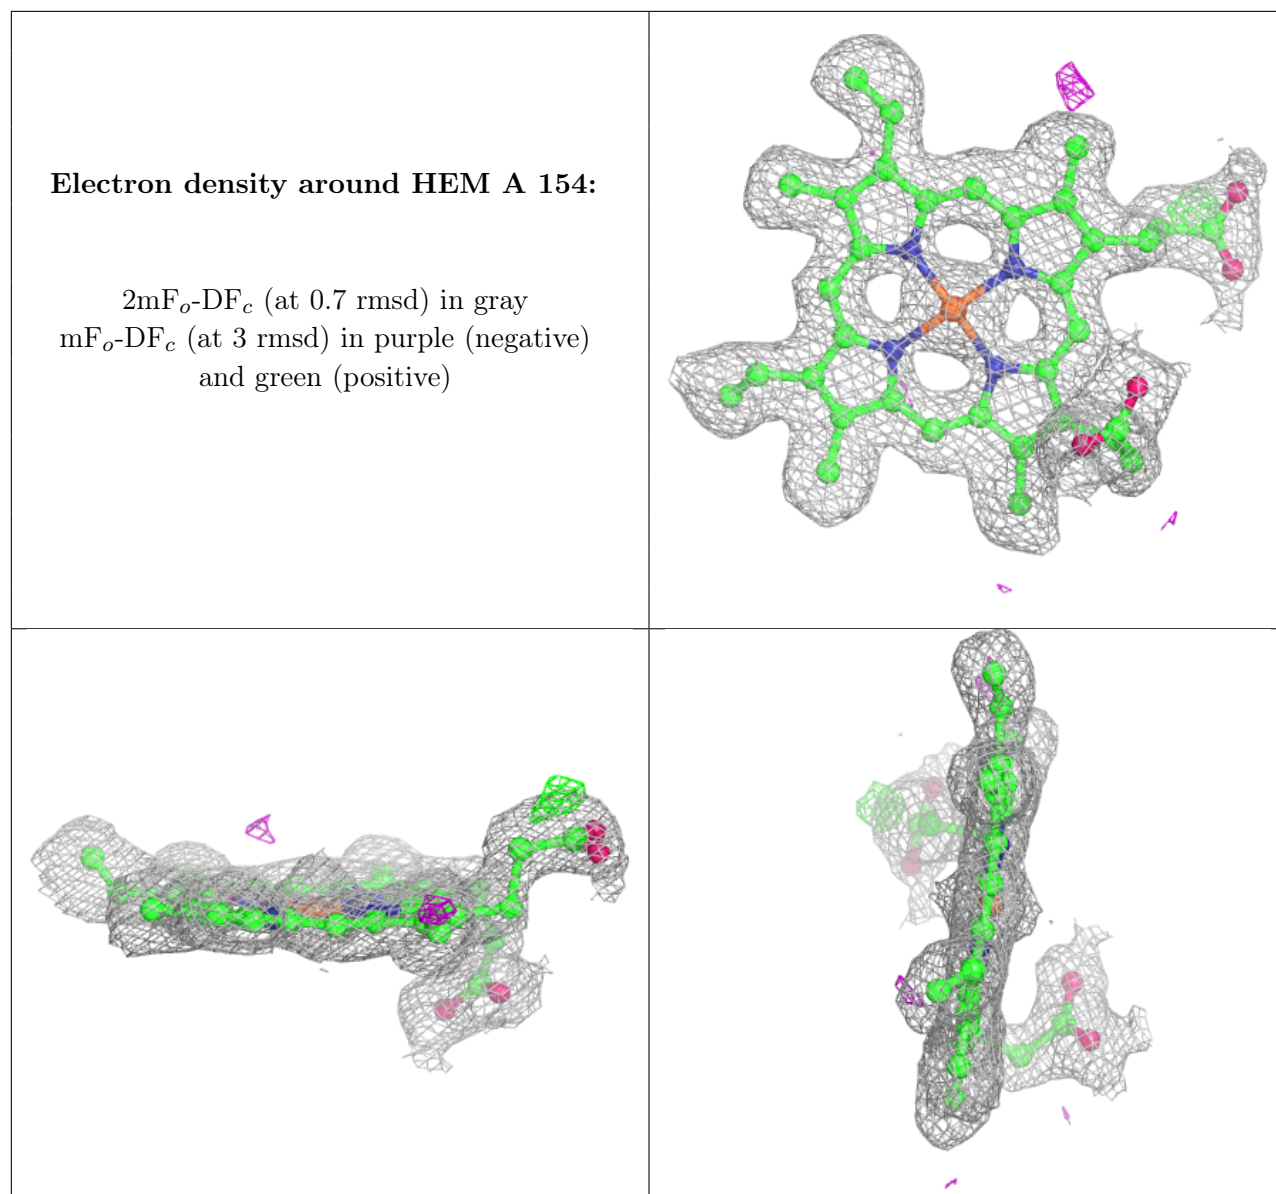 Electron density around HEM A 154:
2mFₒ-DF𝒸 (at 0.7 rmsd) in gray
mFₒ-DF𝒸 (at 3 rmsd) in purple (negative)
and green (positive)